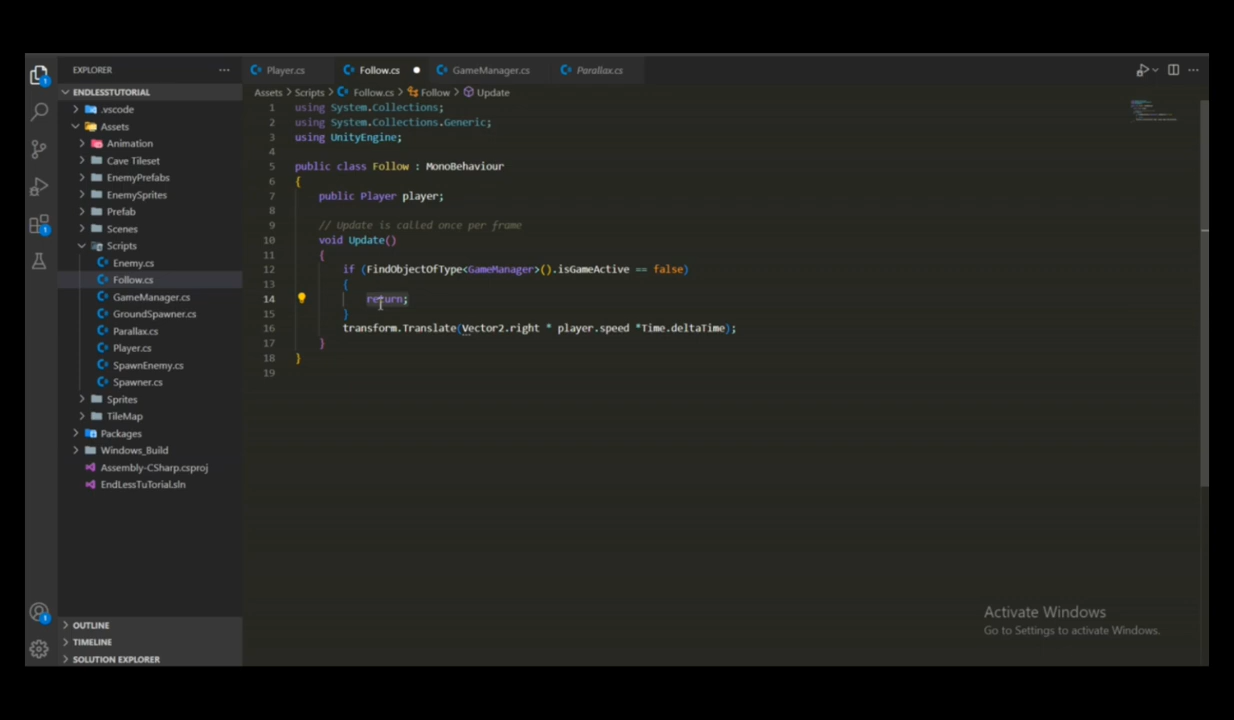 EXPLORER
···
Player.cs
Follow.cs
GameManager.cs
Parallax.cs
···
ENDLESSTUTORIAL
Assets > Scripts > Follow.cs > Follow > Update
.vscode
Assets
Animation
Cave Tileset
EnemyPrefabs
EnemySprites
Prefab
Scenes
Scripts
Enemy.cs
Follow.cs
GameManager.cs
GroundSpawner.cs
Parallax.cs
Player.cs
SpawnEnemy.cs
Spawner.cs
Sprites
TileMap
Packages
Windows_Build
Assembly-CSharp.csproj
EndLessTuTorial.sln
OUTLINE
TIMELINE
SOLUTION EXPLORER
1 using System.Collections;
2 using System.Collections.Generic;
3 using UnityEngine;
4
5 public class Follow : MonoBehaviour
6 {
7 public Player player;
8
9 // Update is called once per frame
10 void Update()
11 {
12 if (FindObjectOfType<GameManager>().isGameActive == false)
13 {
14 return;
15 }
16 transform.Translate(Vector2.right * player.speed *Time.deltaTime);
17 }
18 }
19
1
1
1
Activate Windows
Go to Settings to activate Windows.